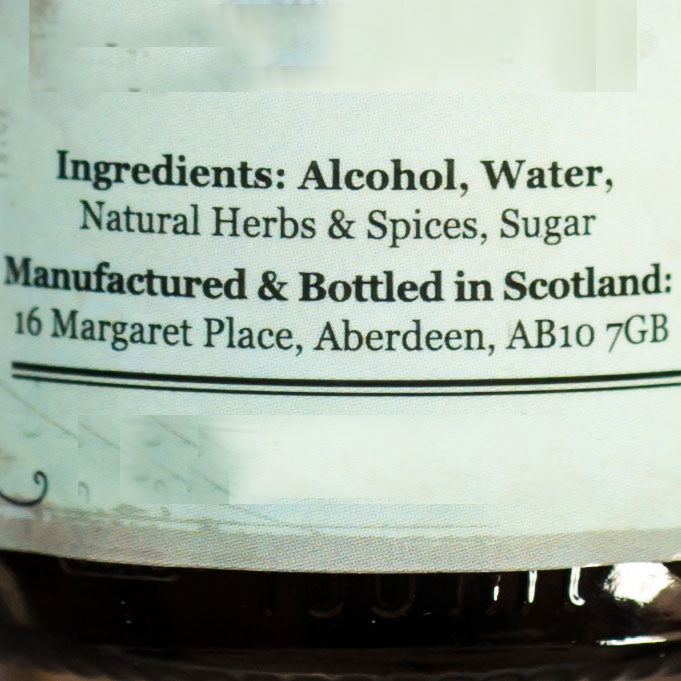 Ingredients: Alcohol, Water,
Natural Herbs & Spices, Sugar
Manufactured & Bottled in Scotland:
16 Margaret Place, Aberdeen, AB10 7GB